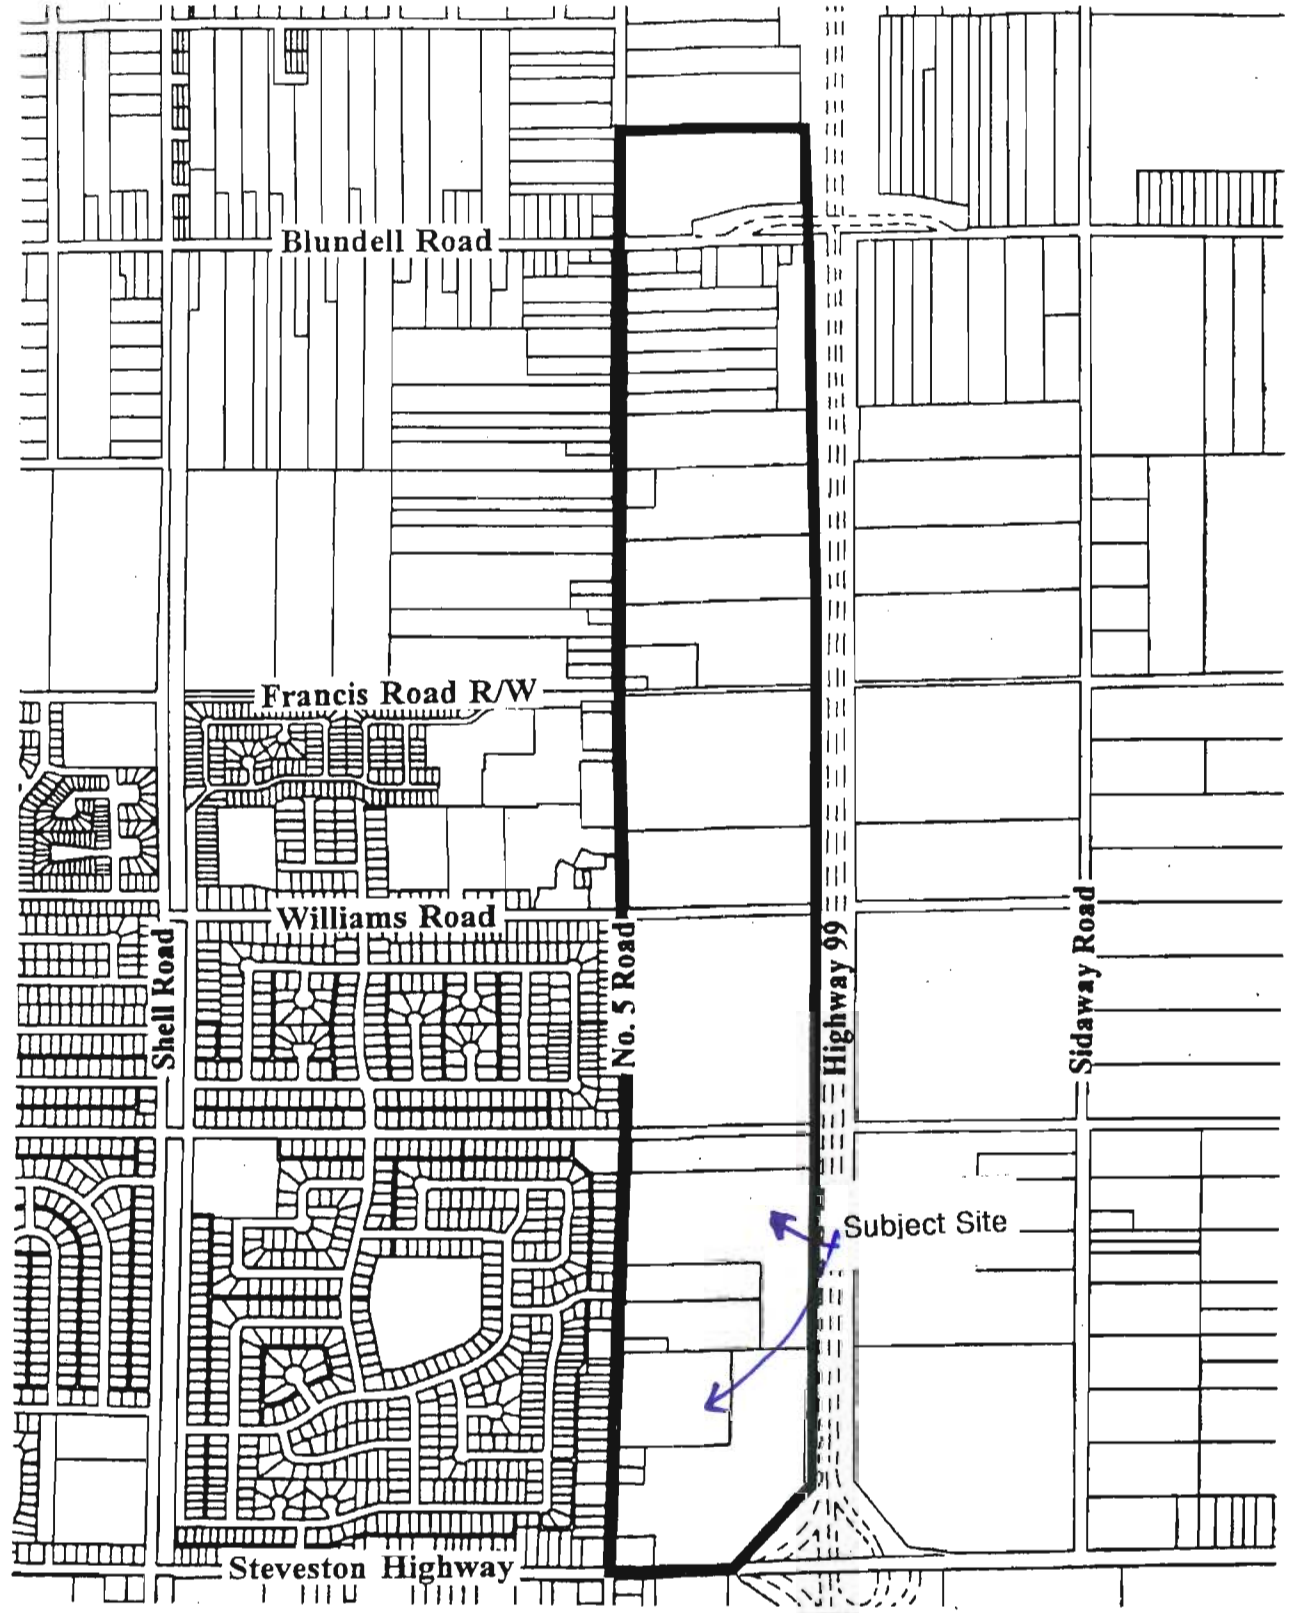 Blundell Road
Francis Road R/W
Williams Road
Shell Road
No. 5 Road
Highway 99
Sidaway Road
Subject Site
Steveston Highway